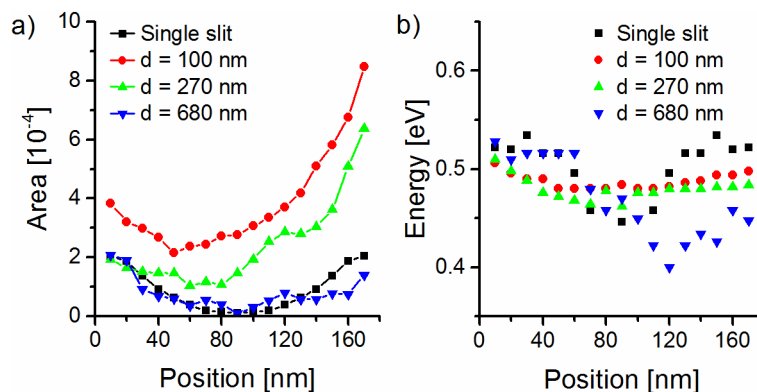 a)
Area [10⁻⁴]
10
8
6
4
2
0
Single slit
d = 100 nm
d = 270 nm
d = 680 nm
0 40 80 120 160
Position [nm]
b)
Energy [eV]
0.6
0.5
0.4
Single slit
d = 100 nm
d = 270 nm
d = 680 nm
0 40 80 120 160
Position [nm]